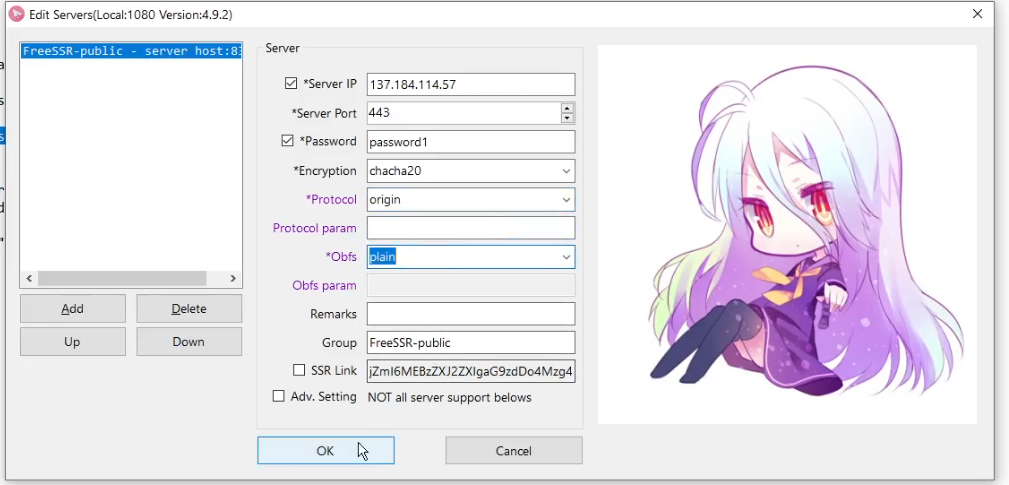 Edit Servers(Local:1080 Version:4.9.2)
FreeSSR-public - server host:83
Server
*Server IP 137.184.114.57
*Server Port 443
*Password password1
*Encryption chacha20
*Protocol origin
Protocol param
*Obfs plain
Obfs param
Remarks
Group FreeSSR-public
SSR Link jZmI6MEBzZXJ2ZXIgaG9zdDo4Mzg4
Adv. Setting NOT all server support belows
Add Delete
Up Down
OK Cancel